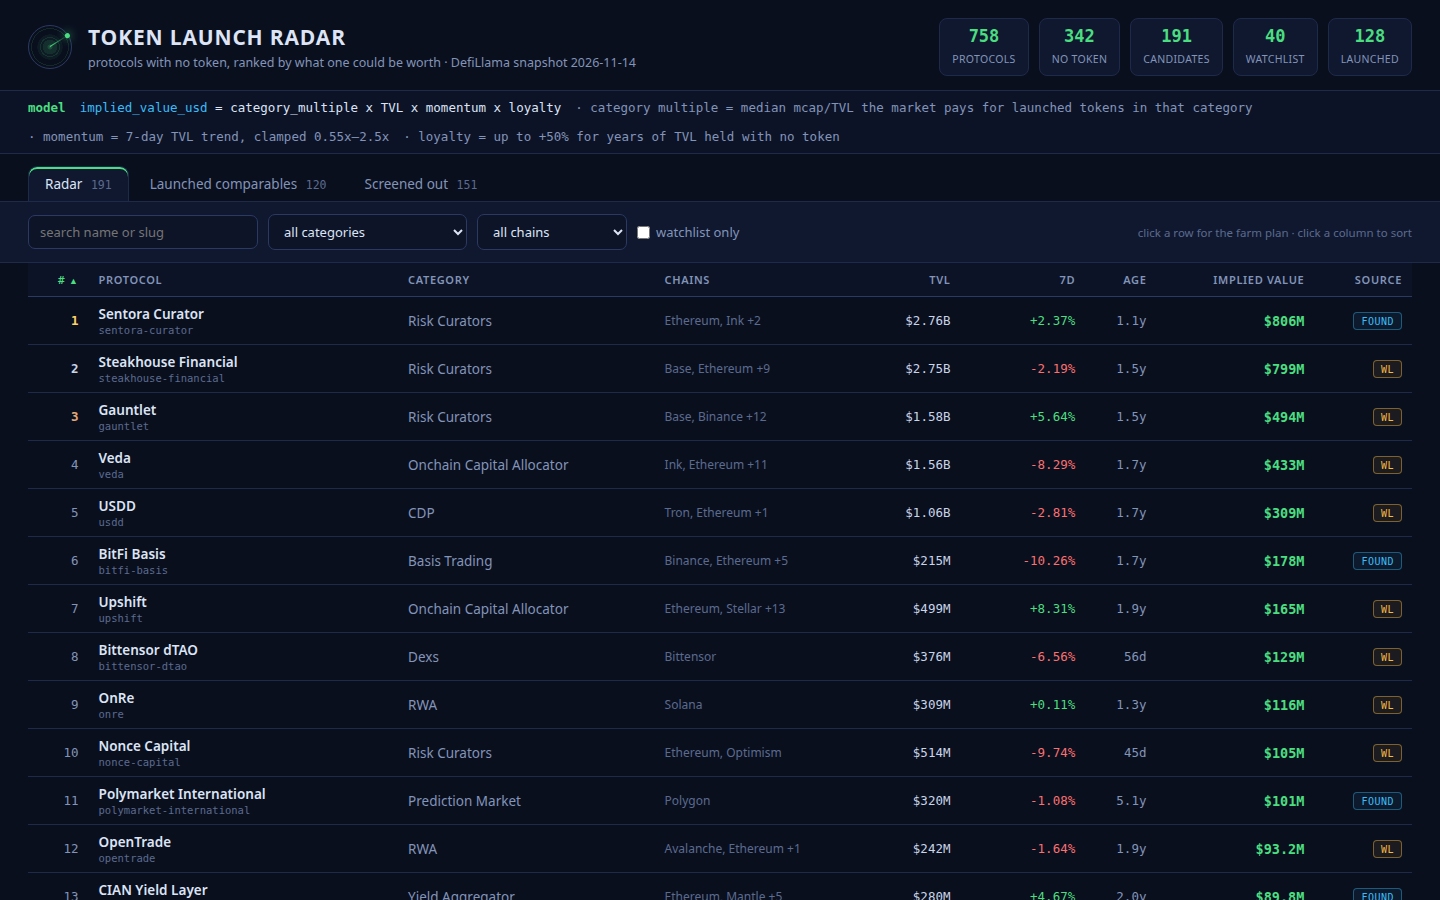 TOKEN LAUNCH RADAR
protocols with no token, ranked by what one could be worth · DefiLlama snapshot 2026-11-14
758 342 191 40 128
PROTOCOLS NO TOKEN CANDIDATES WATCHLIST LAUNCHED
model implied_value_usd = category_multiple x TVL x momentum x loyalty · category multiple = median mcap/TVL the market pays for launched tokens in that category
· momentum = 7-day TVL trend, clamped 0.55x–2.5x · loyalty = up to +50% for years of TVL held with no token
Radar 191 Launched comparables 120 Screened out 151
search name or slug all categories all chains watchlist only click a row for the farm plan · click a column to sort
# ▲ PROTOCOL CATEGORY CHAINS TVL 7D AGE IMPLIED VALUE SOURCE
1 Sentora Curator Risk Curators Ethereum, Ink +2 $2.76B +2.37% 1.1y $806M FOUND
sentora-curator
2 Steakhouse Financial Risk Curators Base, Ethereum +9 $2.75B -2.19% 1.5y $799M WL
steakhouse-financial
3 Gauntlet Risk Curators Base, Binance +12 $1.58B +5.64% 1.5y $494M WL
gauntlet
4 Veda Onchain Capital Allocator Ink, Ethereum +11 $1.56B -8.29% 1.7y $433M WL
veda
5 USDD CDP Tron, Ethereum +1 $1.06B -2.81% 1.7y $309M WL
usdd
6 BitFi Basis Basis Trading Binance, Ethereum +5 $215M -10.26% 1.7y $178M FOUND
bitfi-basis
7 Upshift Onchain Capital Allocator Ethereum, Stellar +13 $499M +8.31% 1.9y $165M WL
upshift
8 Bittensor dTAO Dexs Bittensor $376M -6.56% 56d $129M WL
bittensor-dtao
9 OnRe RWA Solana $309M +0.11% 1.3y $116M WL
onre
10 Nonce Capital Risk Curators Ethereum, Optimism $514M -9.74% 45d $105M WL
nonce-capital
11 Polymarket International Prediction Market Polygon $320M -1.08% 5.1y $101M FOUND
polymarket-international
12 OpenTrade RWA Avalanche, Ethereum +1 $242M -1.64% 1.9y $93.2M WL
opentrade
13 CIAN Yield Layer Yield Aggregator Ethereum, Mantle +5 $280M +4.67% 2.0y $89.8M FOUND